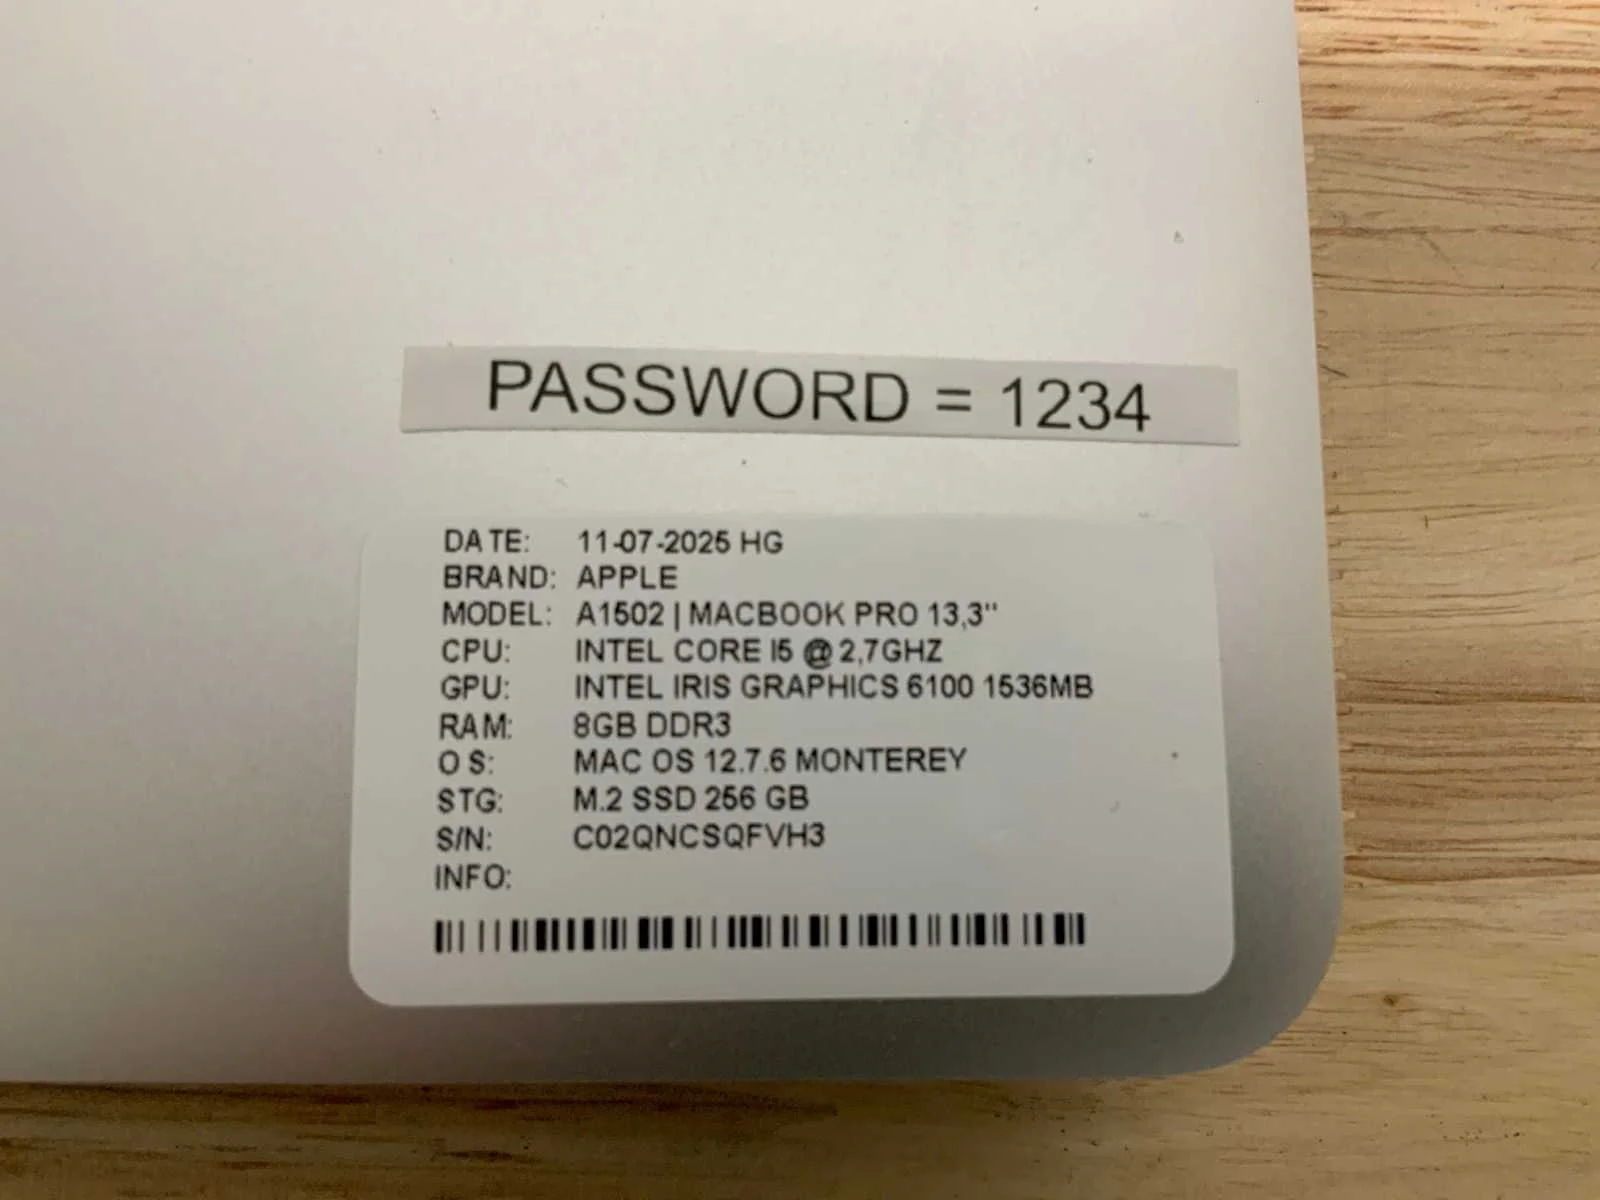 PASSWORD = 1234
DATE: 11-07-2025 HG
BRAND: APPLE
MODEL: A1502 | MACBOOK PRO 13,3"
CPU: INTEL CORE I5 @ 2,7GHZ
GPU: INTEL IRIS GRAPHICS 6100 1536MB
RAM: 8GB DDR3
OS: MAC OS 12.7.6 MONTEREY
STG: M.2 SSD 256 GB
S/N: C02QNCSQFVH3
INFO: